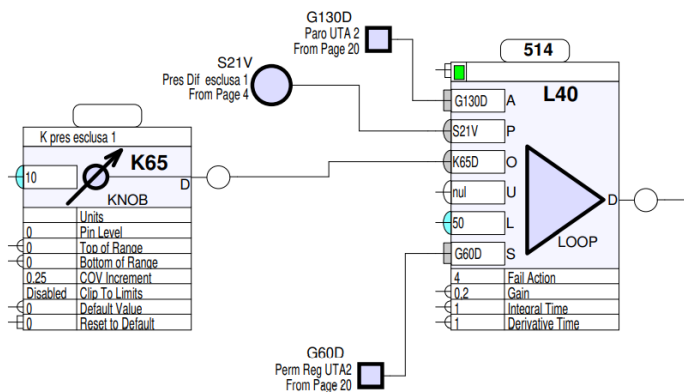 G130D
Paro UTA 2
From Page 20
514
S21V
Pres Dif esclusa 1
From Page 4
L40
G130D A
S21V P
K65D O
nul U
50 L
G60D S
D
LOOP
4 Fail Action
0,2 Gain
1 Integral Time
1 Derivative Time
K pres esclusa 1
K65
10
D
KNOB
Units
0 Pin Level
0 Top of Range
0 Bottom of Range
0.25 COV Increment
Disabled Clip To Limits
0 Default Value
0 Reset to Default
G60D
Perm Reg UTA2
From Page 20